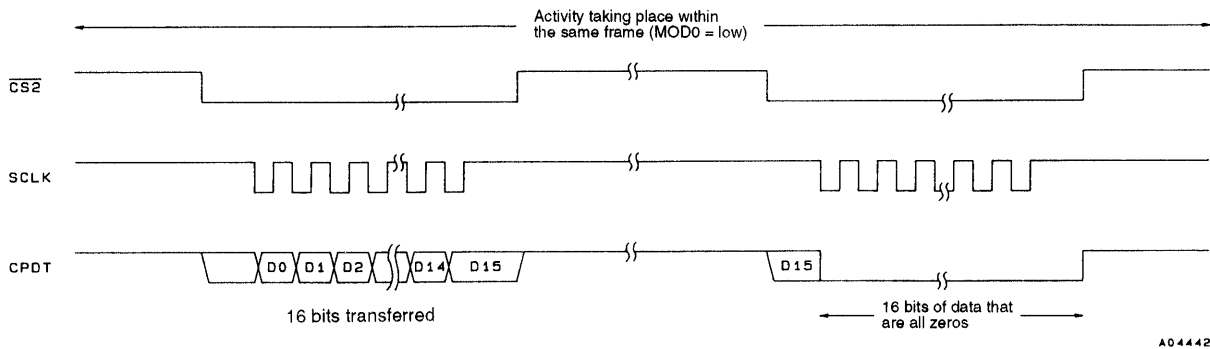 Activity taking place within
the same frame (MOD0 = low)
CS2
SCLK
CPDT
D0 D1 D2 D14 D15
D15
16 bits transferred
16 bits of data that
are all zeros
A04442